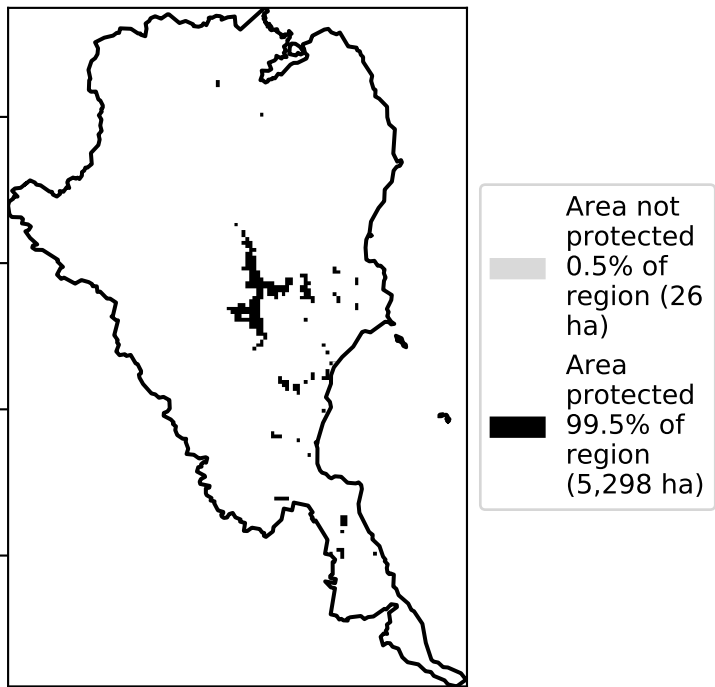 Area not
protected
0.5% of
region (26
ha)
Area
protected
99.5% of
region
(5,298 ha)